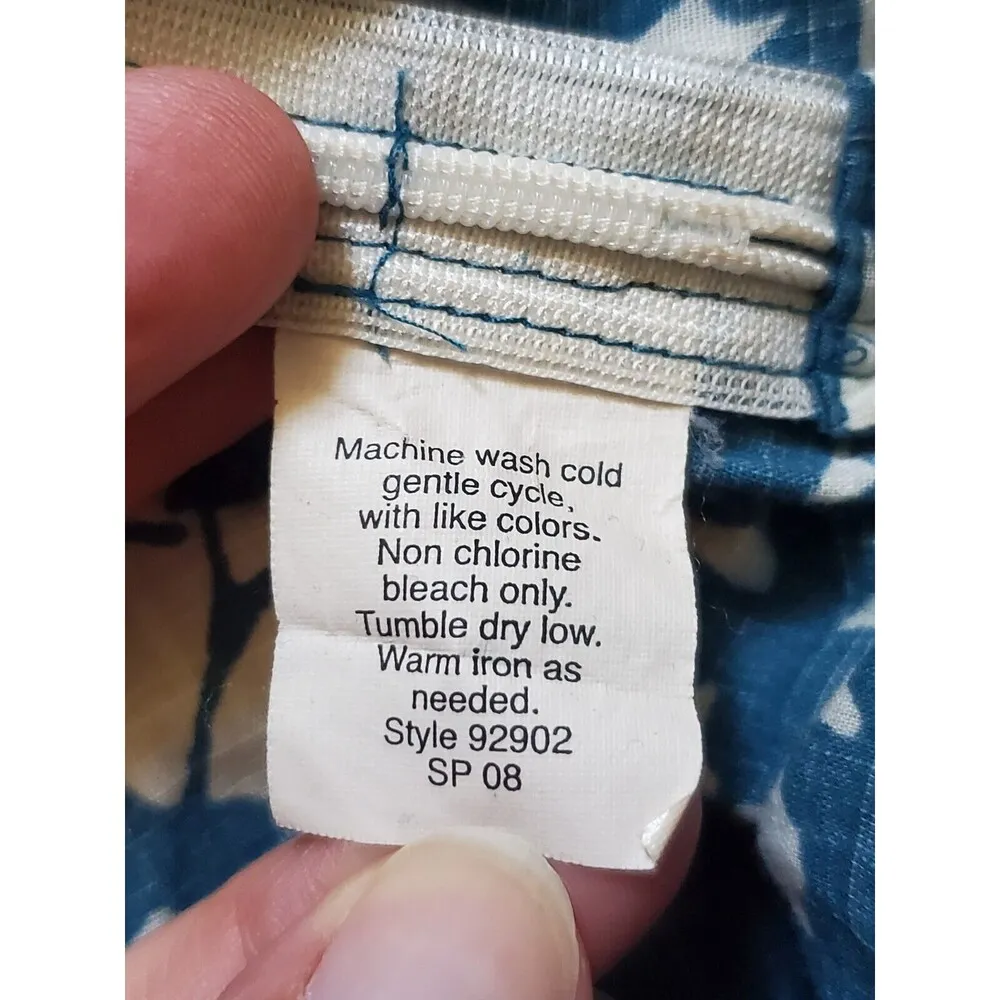 Machine wash cold
gentle cycle,
with like colors.
Non chlorine
bleach only.
Tumble dry low.
Warm iron as
needed.
Style 92902
SP 08